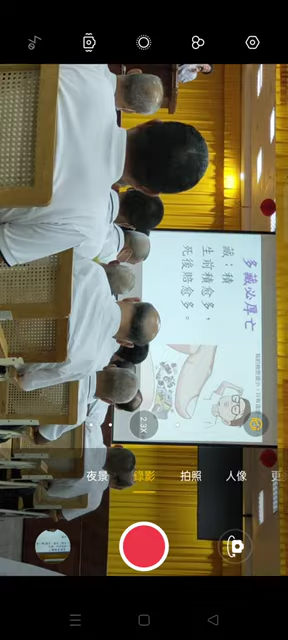 多藏必厚亡
藏：積
生前積愈多，
死後賠愈多。
2.3X
夜景
錄影
拍照
人像
更